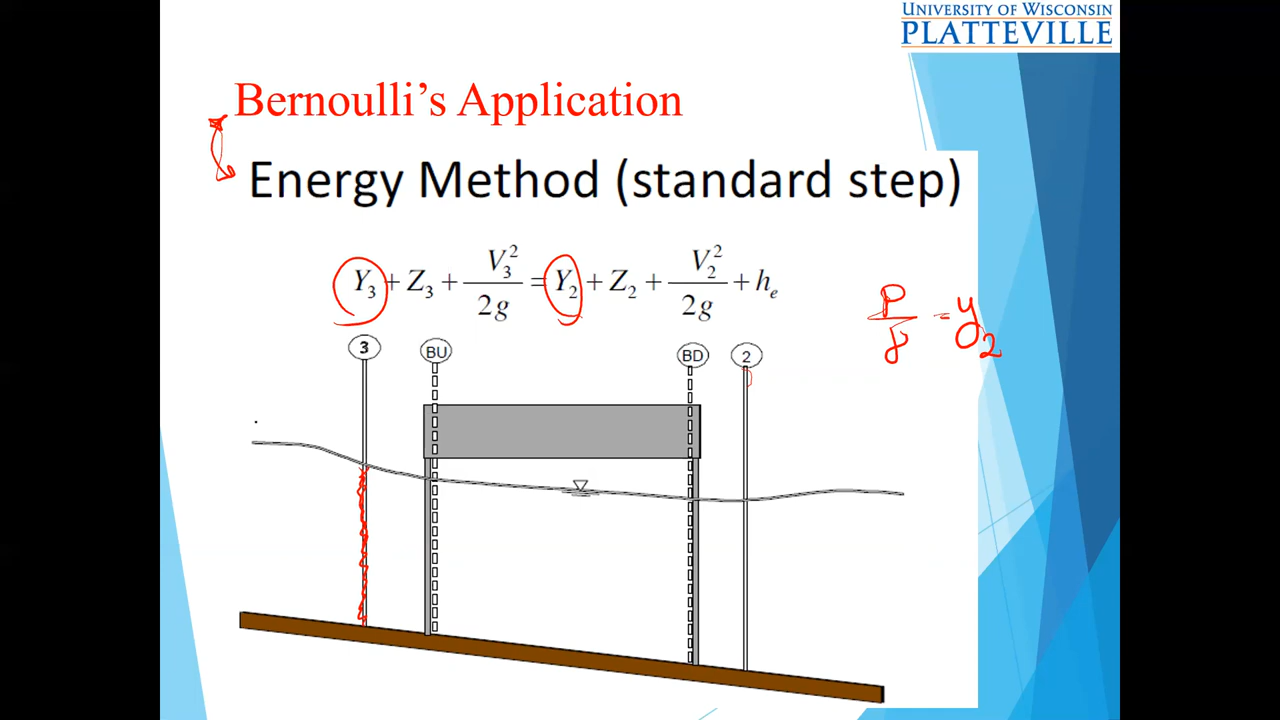 UNIVERSITY OF WISCONSIN
PLATTEVILLE
Bernoulli's Application
Energy Method (standard step)
Y₃ + Z₃ + V₃²/2g = Y₂ + Z₂ + V₂²/2g + hₑ
P/γ = y₂
3 BU BD 2